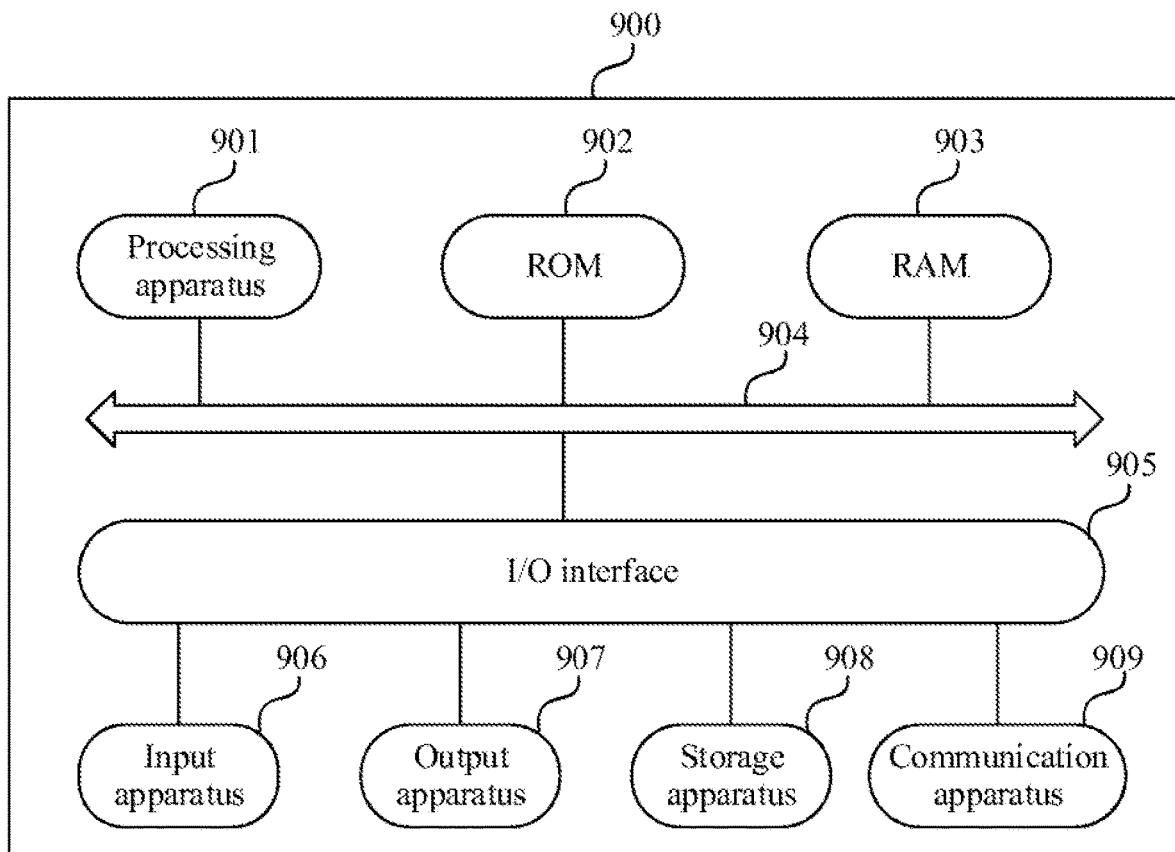 900
901
902
903
Processing
apparatus
ROM
RAM
904
905
I/O interface
906
907
908
909
Input
apparatus
Output
apparatus
Storage
apparatus
Communication
apparatus